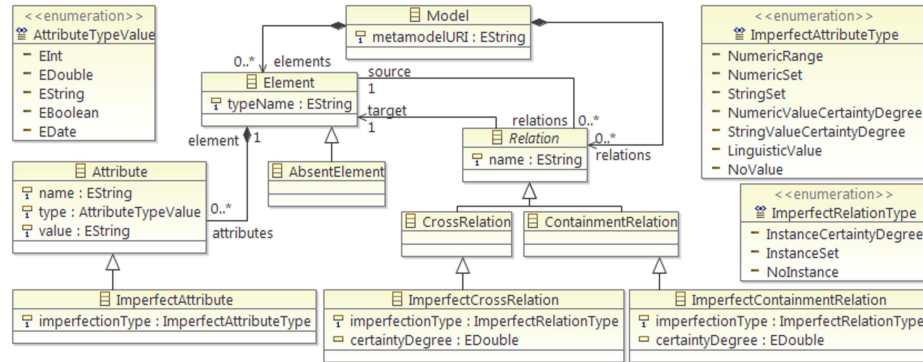 <<enumeration>>
AttributeTypeValue
EInt
EDouble
EString
EBoolean
EDate
Model
metamodelURI : EString
<<enumeration>>
ImperfectAttributeType
NumericRange
NumericSet
StringSet
NumericValueCertaintyDegree
StringValueCertaintyDegree
LinguisticValue
NoValue
0..* elements
Element
typeName : EString
source
1
target
1
relations 0..*
0..*
relations
element 1
Relation
name : EString
AbsentElement
Attribute
name : EString
type : AttributeTypeValue
value : EString
0..*
attributes
CrossRelation
ContainmentRelation
<<enumeration>>
ImperfectRelationType
InstanceCertaintyDegree
InstanceSet
NoInstance
ImperfectAttribute
imperfectionType : ImperfectAttributeType
ImperfectCrossRelation
imperfectionType : ImperfectRelationType
certaintyDegree : EDouble
ImperfectContainmentRelation
imperfectionType : ImperfectRelationType
certaintyDegree : EDouble